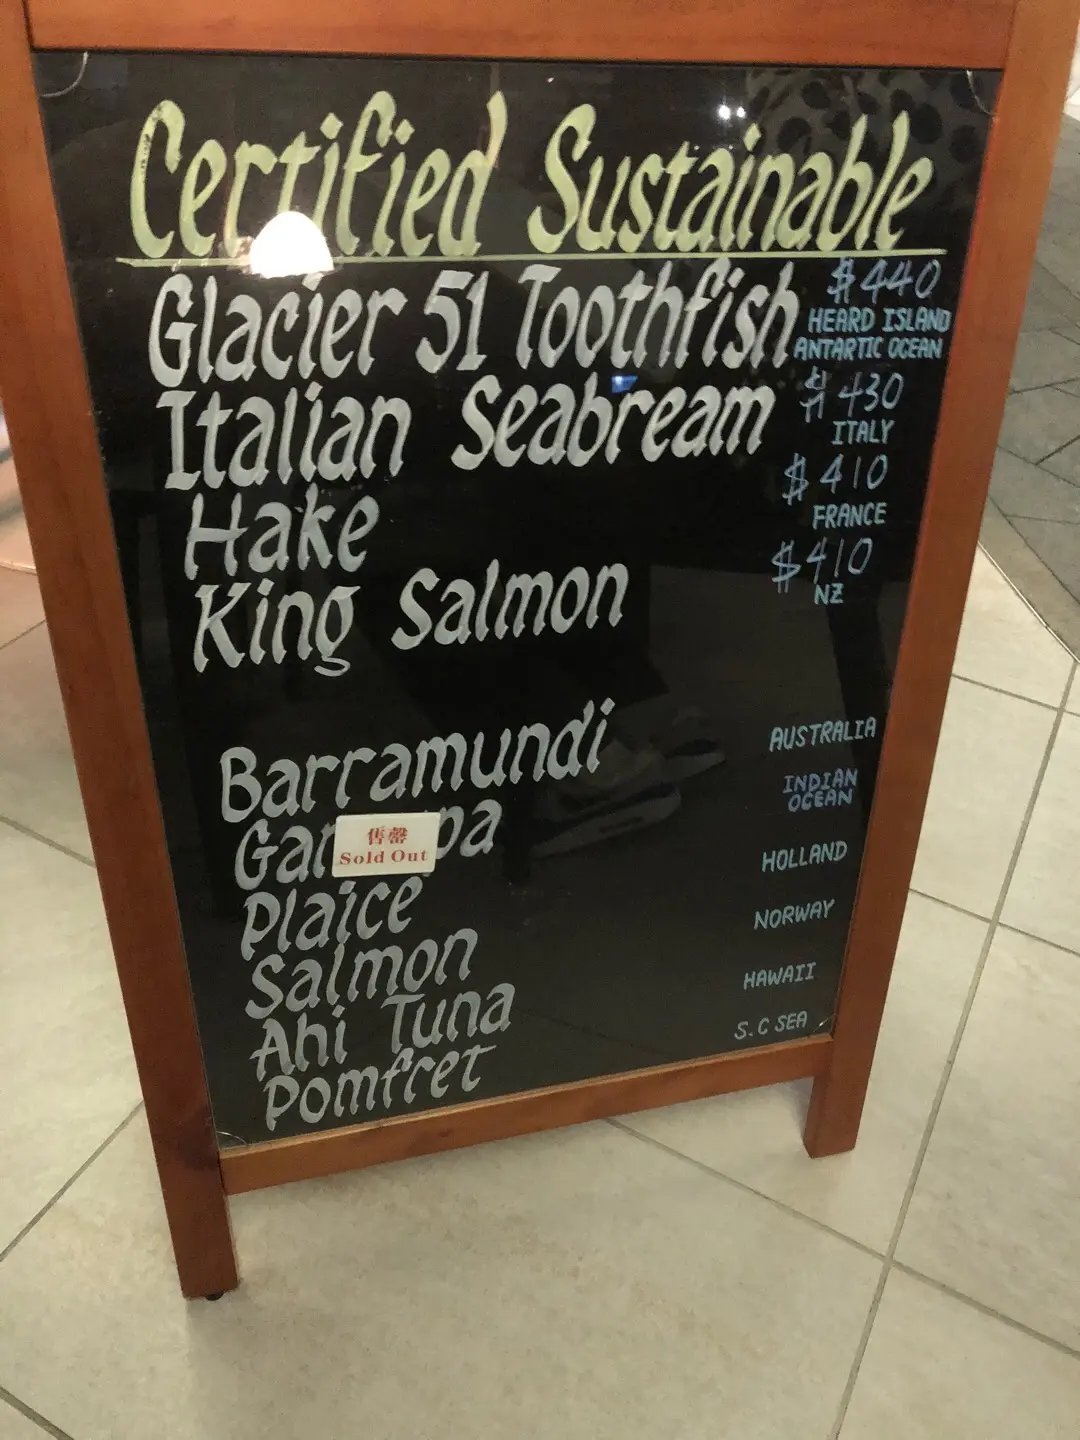 Certified Sustainable
Glacier 51 Toothfish $440
HEARD ISLAND
ANTARTIC OCEAN
Italian Seabream $430
ITALY
Hake $410
FRANCE
King Salmon $410
NZ
Barramundi AUSTRALIA
INDIAN
OCEAN
售罄
Sold Out
Plaice HOLLAND
Salmon NORWAY
Ahi Tuna HAWAII
Pomfret S.C SEA